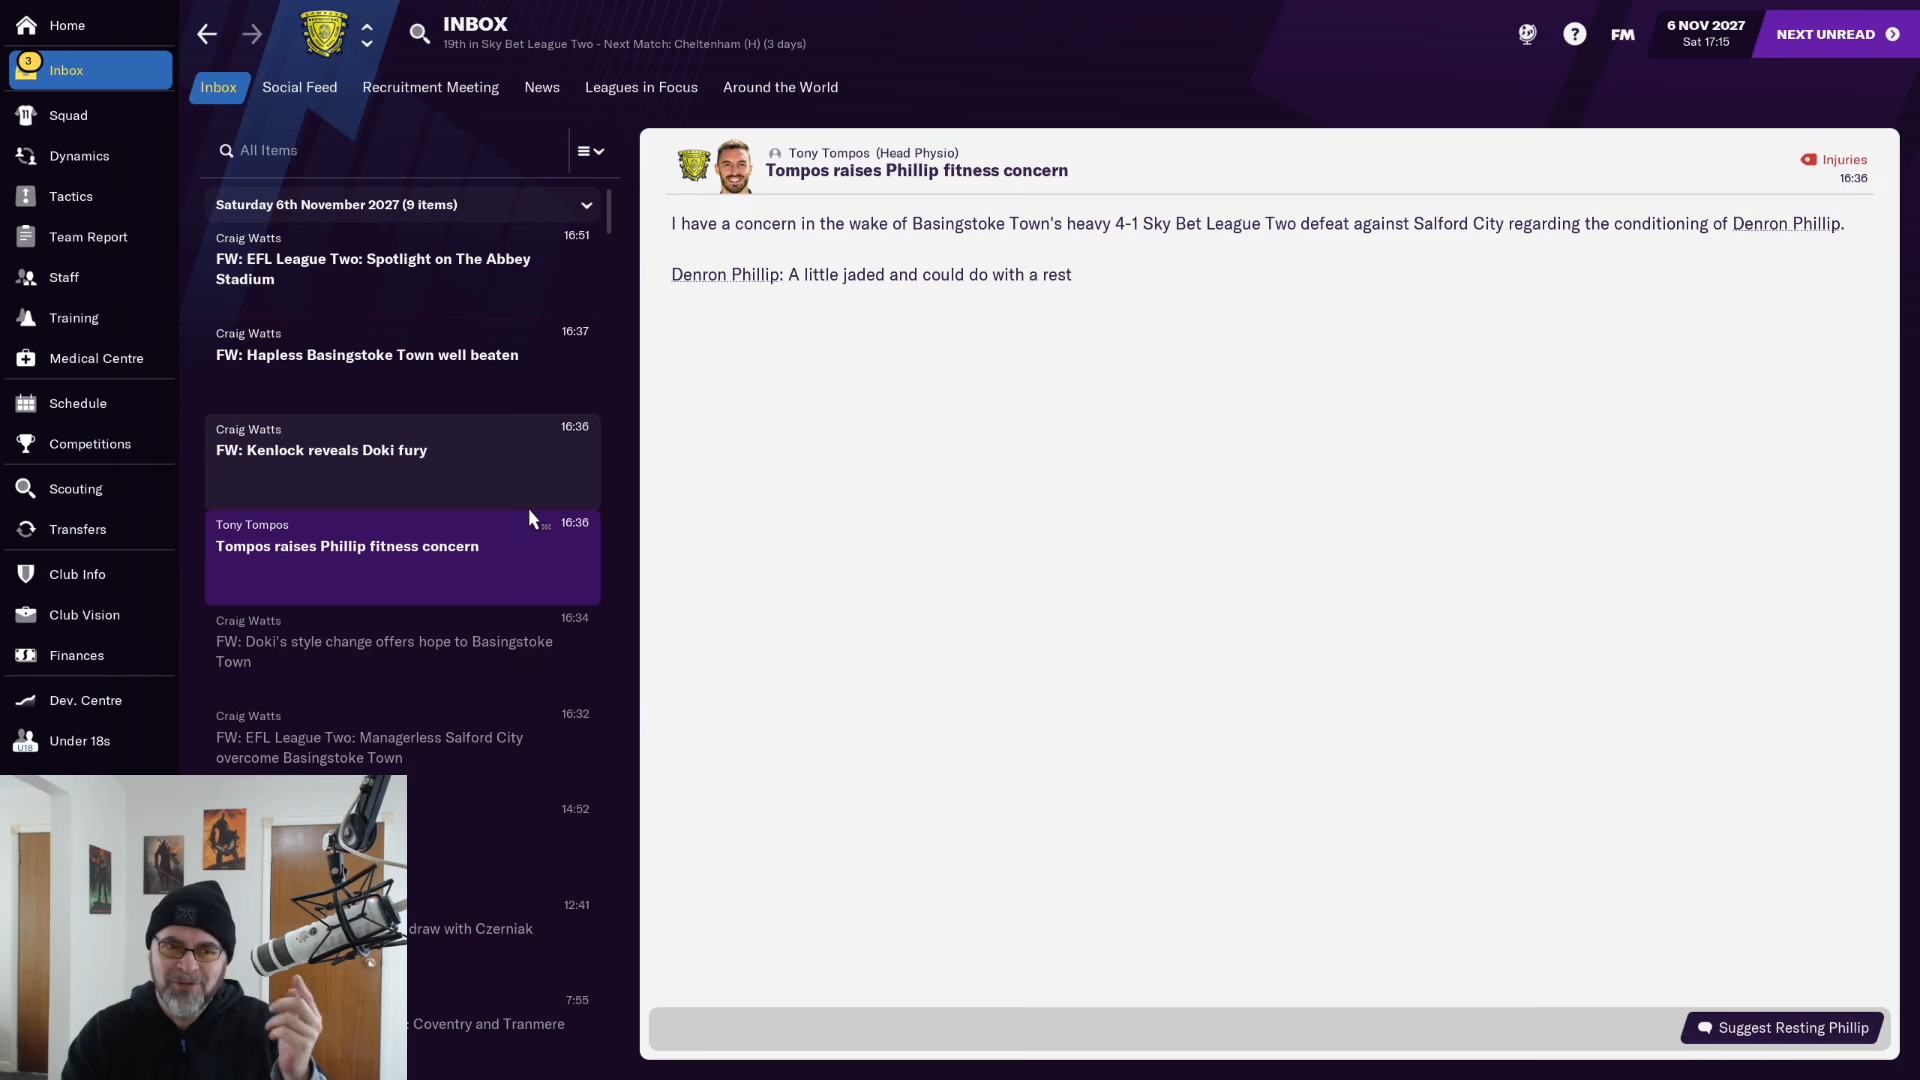 Home
3
Inbox
Squad
Dynamics
Tactics
Team Report
Staff
Training
Medical Centre
Schedule
Competitions
Scouting
Transfers
Club Info
Club Vision
Finances
Dev. Centre
U18
Under 18s
INBOX
19th in Sky Bet League Two - Next Match: Cheltenham (H) (3 days)
FM
6 NOV 2027
Sat 17:15
NEXT UNREAD
Inbox
Social Feed
Recruitment Meeting
News
Leagues in Focus
Around the World
All Items
Saturday 6th November 2027 (9 items)
Craig Watts
16:51
FW: EFL League Two: Spotlight on The Abbey
Stadium
Craig Watts
16:37
FW: Hapless Basingstoke Town well beaten
Craig Watts
16:36
FW: Kenlock reveals Doki fury
Tony Tompos
16:36
Tompos raises Phillip fitness concern
Craig Watts
16:34
FW: Doki's style change offers hope to Basingstoke
Town
Craig Watts
16:32
FW: EFL League Two: Managerless Salford City
overcome Basingstoke Town
14:52
12:41
draw with Czerniak
7:55
: Coventry and Tranmere
Tony Tompos (Head Physio)
Tompos raises Phillip fitness concern
Injuries
16:36
I have a concern in the wake of Basingstoke Town's heavy 4-1 Sky Bet League Two defeat against Salford City regarding the conditioning of Denron Phillip.
Denron Phillip: A little jaded and could do with a rest
Suggest Resting Phillip